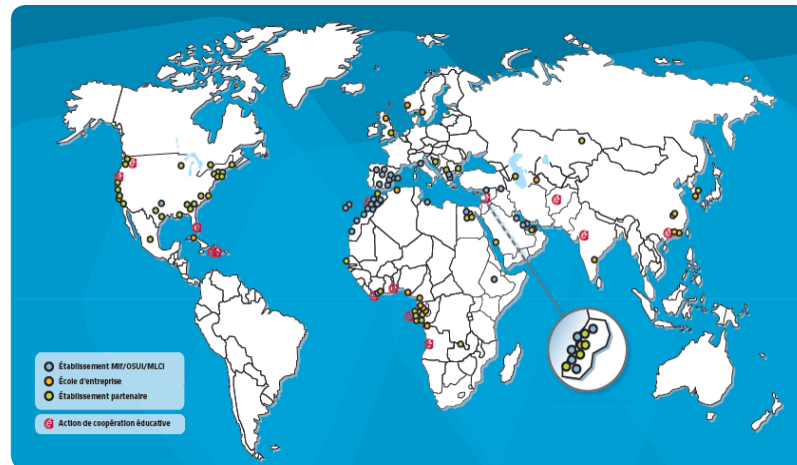 Établissement Mlf/OSUI/MLCI
École d'entreprise
Établissement partenaire
Action de coopération éducative